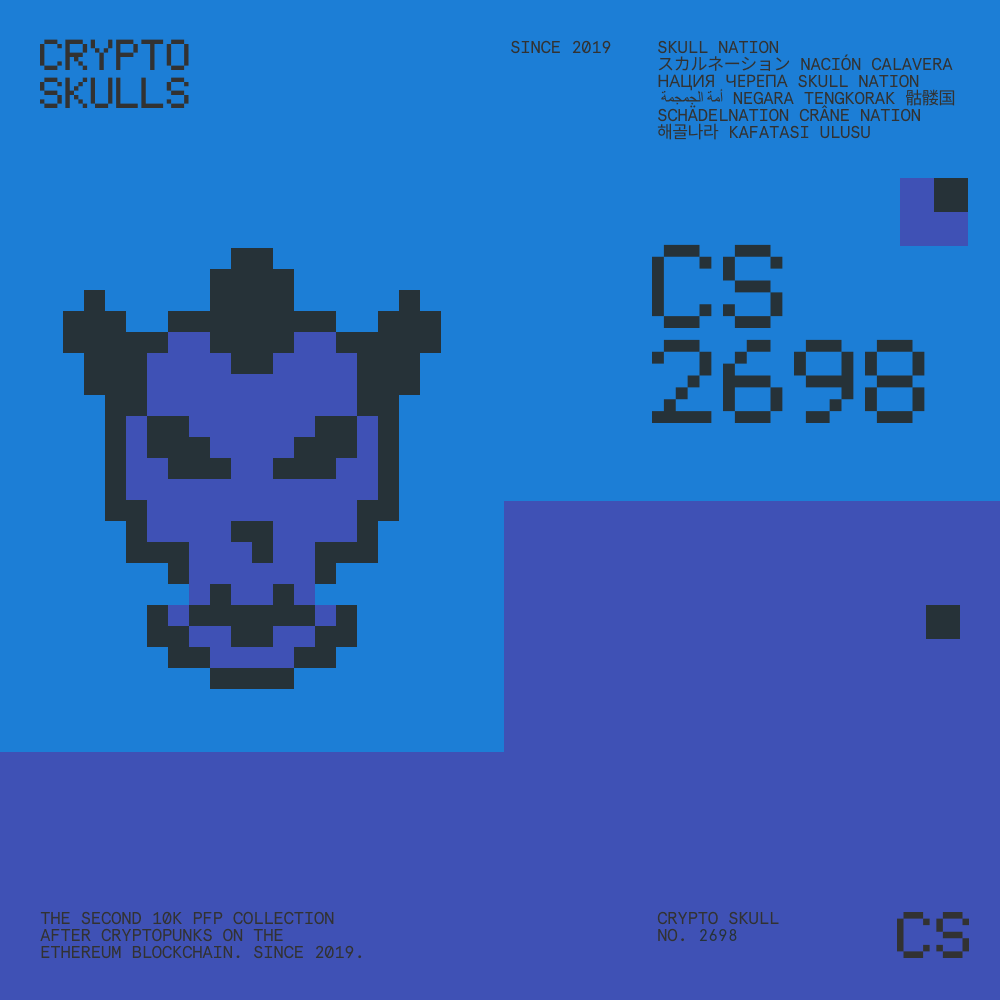 CRYPTO
SKULLS
SINCE 2019
SKULL NATION
スカルネーション NACIÓN CALAVERA
НАЦИЯ ЧЕРЕПА SKULL NATION
أمة الجمجمة NEGARA TENGKORAK 骷髅国
SCHÄDELNATION CRÂNE NATION
해골나라 KAFATASI ULUSU
CS
2698
THE SECOND 10K PFP COLLECTION
AFTER CRYPTOPUNKS ON THE
ETHEREUM BLOCKCHAIN. SINCE 2019.
CRYPTO SKULL
NO. 2698
CS